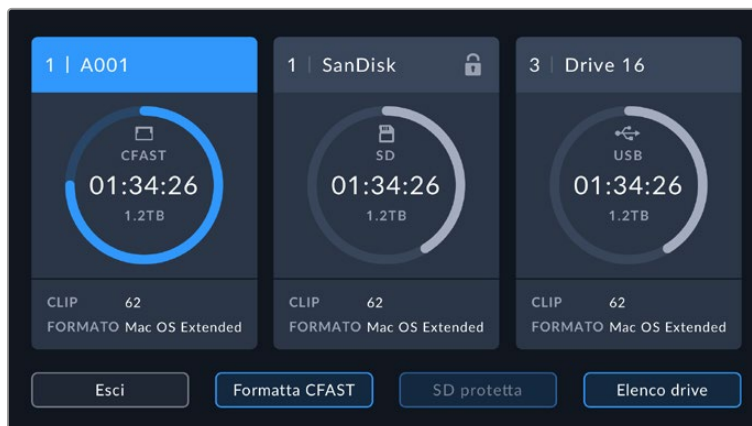 1 | A001
CFAST
01:34:26
1.2TB
CLIP 62
FORMATO Mac OS Extended
1 | SanDisk
SD
01:34:26
1.2TB
CLIP 62
FORMATO Mac OS Extended
3 | Drive 16
USB
01:34:26
1.2TB
CLIP 62
FORMATO Mac OS Extended
Esci
Formatta CFAST
SD protetta
Elenco drive